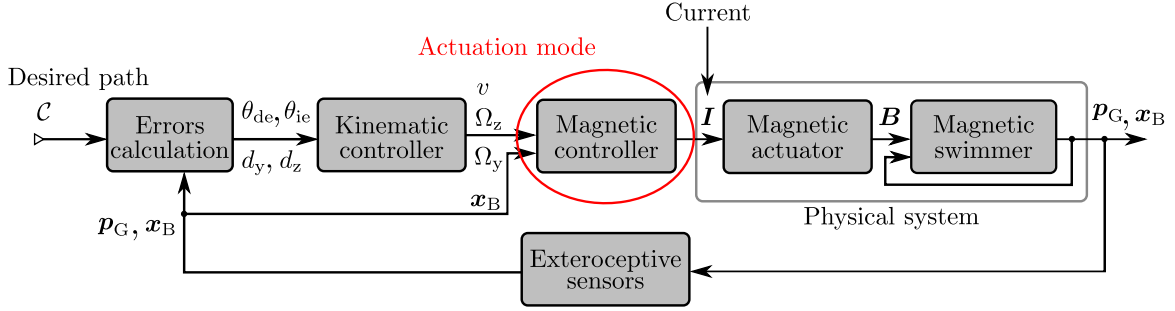 Current
Actuation mode
Desired path
𝒞
Errors
calculation
θde, θie
dy, dz
Kinematic
controller
v
Ωz
Ωy
xB
Magnetic
controller
I
Magnetic
actuator
B
Magnetic
swimmer
pG, xB
Physical system
pG, xB
Exteroceptive
sensors